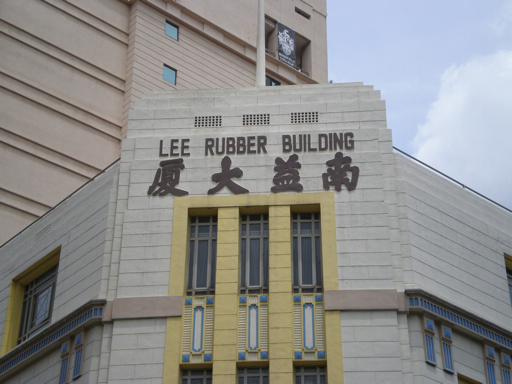 LEE RUBBER BUILDING
厦大益南